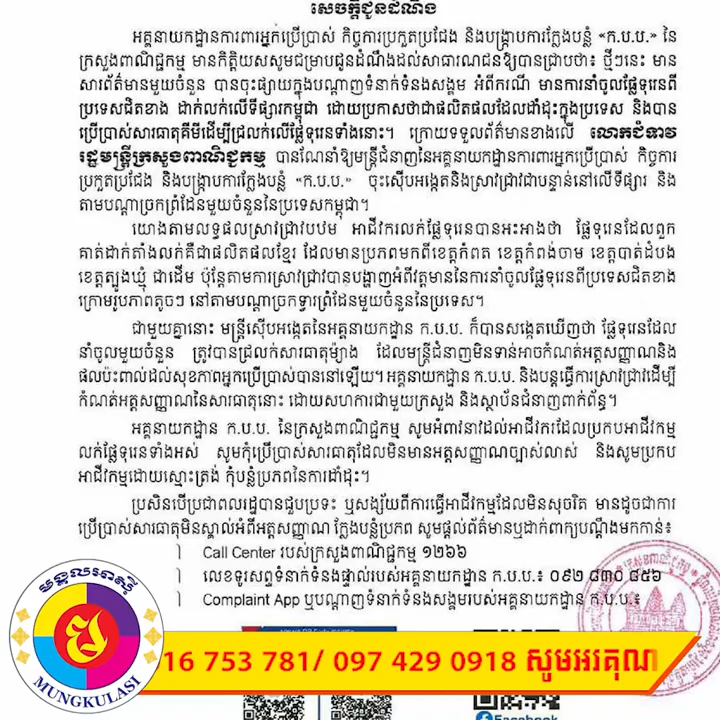 សេចក្តីជូនដំណឹង
អគ្គនាយកដ្ឋានការពារអ្នកប្រើប្រាស់ កិច្ចការប្រកួតប្រជែង និងបង្ក្រាបការក្លែងបន្លំ «ក.ប.ប.» នៃ
ក្រសួងពាណិជ្ជកម្ម មានកិត្តិយសសូមជម្រាបជូនដំណឹងដល់សាធារណជនឱ្យបានជ្រាបថា៖ ថ្មីៗនេះ មាន
សារព័ត៌មានមួយចំនួន បានចុះផ្សាយក្នុងបណ្តាញទំនាក់ទំនងសង្គម អំពីករណី មានការនាំចូលផ្លែទុរេនពី
ប្រទេសជិតខាង ដាក់លក់លើទីផ្សារកម្ពុជា ដោយប្រកាសថាជាផលិតផលដែលដាំដុះក្នុងប្រទេស និងបាន
ប្រើប្រាស់សារធាតុគីមីដើម្បីជ្រលក់លើផ្លែទុរេនទាំងនោះ។ ក្រោយទទួលព័ត៌មានខាងលើ លោកជំទាវ
រដ្ឋមន្ត្រីក្រសួងពាណិជ្ជកម្ម បានណែនាំឱ្យមន្ត្រីជំនាញនៃអគ្គនាយកដ្ឋានការពារអ្នកប្រើប្រាស់ កិច្ចការ
ប្រកួតប្រជែង និងបង្ក្រាបការក្លែងបន្លំ «ក.ប.ប.» ចុះស៊ើបអង្កេតនិងស្រាវជ្រាវជាបន្ទាន់នៅលើទីផ្សារ និង
តាមបណ្តាច្រកព្រំដែនមួយចំនួននៃប្រទេសកម្ពុជា។
យោងតាមលទ្ធផលស្រាវជ្រាវបឋម អាជីវករលក់ផ្លែទុរេនបានអះអាងថា ផ្លែទុរេនដែលពួក
គាត់ដាក់តាំងលក់គឺជាផលិតផលខ្មែរ ដែលមានប្រភពមកពីខេត្តកំពត ខេត្តកំពង់ចាម ខេត្តបាត់ដំបង
ខេត្តត្បូងឃ្មុំ ជាដើម ប៉ុន្តែតាមការស្រាវជ្រាវបានបង្ហាញអំពីវត្តមាននៃការនាំចូលផ្លែទុរេនពីប្រទេសជិតខាង
ក្រោមរូបភាពតូចៗ នៅតាមបណ្តាច្រកទ្វារព្រំដែនមួយចំនួននៃប្រទេស។
ជាមួយគ្នានោះ មន្ត្រីស៊ើបអង្កេតនៃអគ្គនាយកដ្ឋាន ក.ប.ប. ក៏បានសង្កេតឃើញថា ផ្លែទុរេនដែល
នាំចូលមួយចំនួន ត្រូវបានជ្រលក់សារធាតុម៉្យាង ដែលមន្ត្រីជំនាញមិនទាន់អាចកំណត់អត្តសញ្ញាណនិង
ផលប៉ះពាល់ដល់សុខភាពអ្នកប្រើប្រាស់បាននៅឡើយ។ អគ្គនាយកដ្ឋាន ក.ប.ប. និងបន្តធ្វើការស្រាវជ្រាវដើម្បី
កំណត់អត្តសញ្ញាណនៃសារធាតុនោះ ដោយសហការជាមួយក្រសួង និងស្ថាប័នជំនាញពាក់ព័ន្ធ។
អគ្គនាយកដ្ឋាន ក.ប.ប. នៃក្រសួងពាណិជ្ជកម្ម សូមអំពាវនាវដល់អាជីវករដែលប្រកបអាជីវកម្ម
លក់ផ្លែទុរេនទាំងអស់ សូមកុំប្រើប្រាស់សារធាតុដែលមិនមានអត្តសញ្ញាណច្បាស់លាស់ និងសូមប្រកប
អាជីវកម្មដោយស្មោះត្រង់ កុំបន្លំប្រភពនៃការដាំដុះ។
ប្រសិនបើប្រជាពលរដ្ឋបានជួបប្រទះ ឬសង្ស័យពីការធ្វើអាជីវកម្មដែលមិនសុចរិត មានដូចជាការ
ប្រើប្រាស់សារធាតុមិនស្គាល់អំពីអត្តសញ្ញាណ ក្លែងបន្លំប្រភព សូមផ្តល់ព័ត៌មានឬដាក់ពាក្យបណ្តឹងមកកាន់៖
Call Center របស់ក្រសួងពាណិជ្ជកម្ម ១២៦៦
លេខទូរសព្ទទំនាក់ទំនងផ្ទាល់របស់អគ្គនាយកដ្ឋាន ក.ប.ប.៖ ០៩២ ៨៣០ ៨៥៦
Complaint App ឬបណ្តាញទំនាក់ទំនងសង្គមរបស់អគ្គនាយកដ្ឋាន ក.ប.ប.៖
16 753 781/ 097 429 0918 សូមអរគុណ
មង្គលរាសី
MUNGKULASI
Facebook